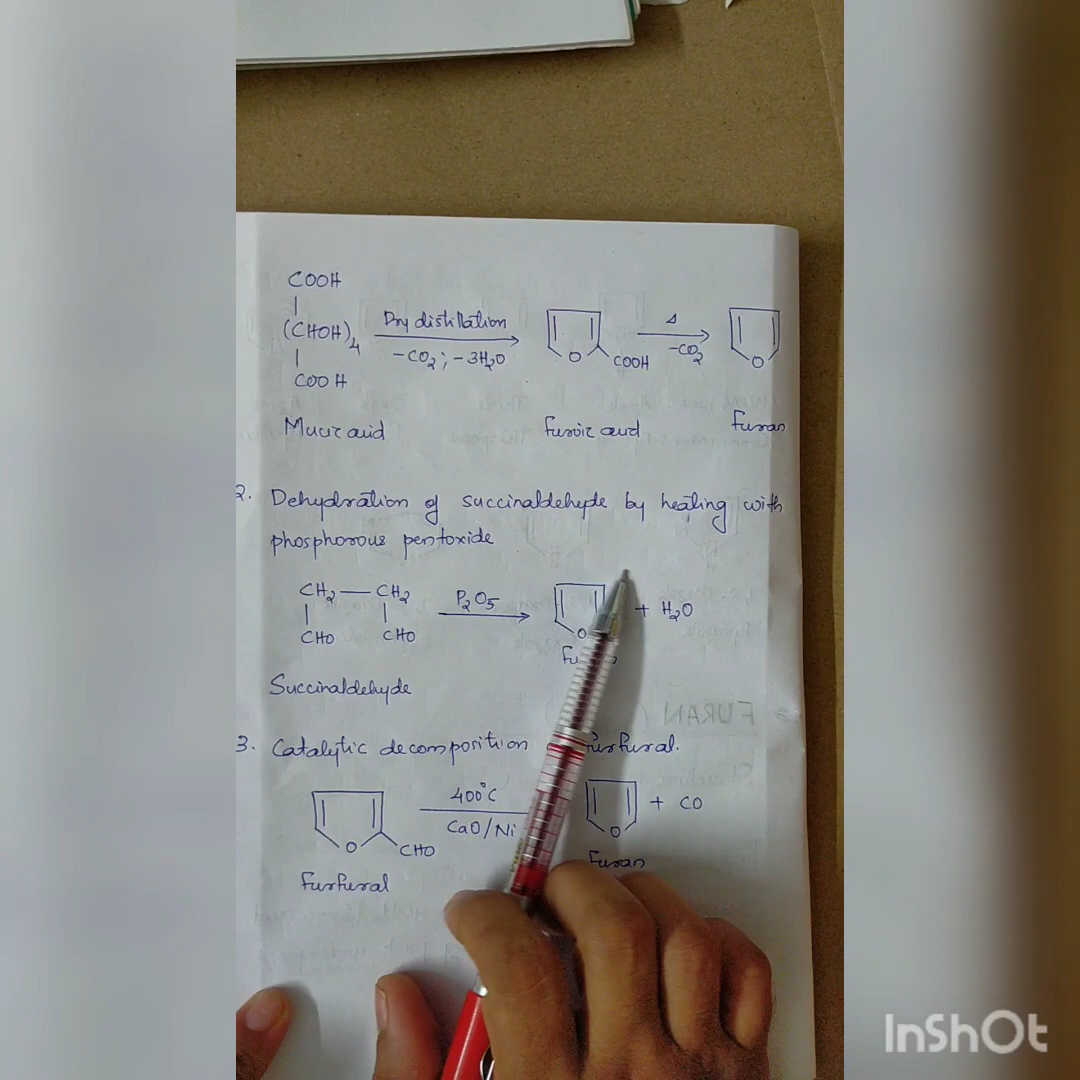 COOH
|
(CHOH)4 Dry distillation -CO2 ; -3H2O O COOH Δ -CO2 O
|
COOH
Mucic acid Furoic acid Furan
2. Dehydration of succinaldehyde by heating with
phosphorous pentoxide
CH2 — CH2 P2O5 O + H2O
| |
CHO CHO
Succinaldehyde
3. Catalytic decomposition furfural.
O CHO 400°C CaO/Ni O + CO
Furfural Furan
InShOt